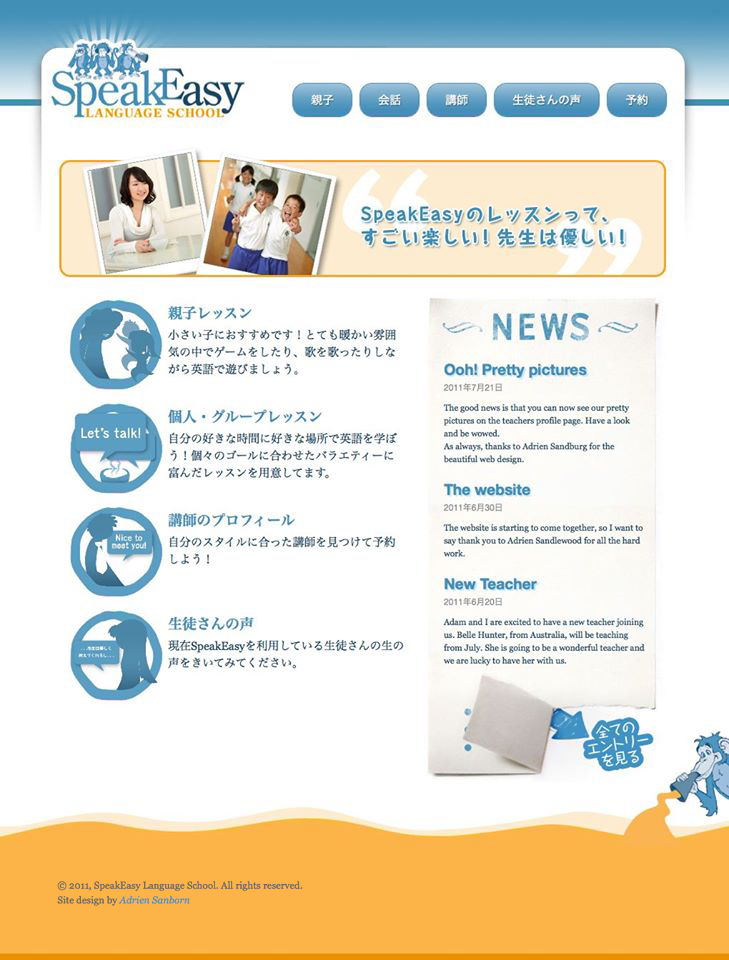 SpeakEasy
LANGUAGE SCHOOL
親子
会話
講師
生徒さんの声
予約
SpeakEasyのレッスンって、
すごい楽しい！先生は優しい！
親子レッスン
小さい子におすすめです！とても暖かい雰囲
気の中でゲームをしたり、歌を歌ったりしな
がら英語で遊びましょう。
Let's talk!
個人・グループレッスン
自分の好きな時間に好きな場所で英語を学ぼ
う！個々のゴールに合わせたバラエティーに
富んだレッスンを用意してます。
Nice to
meet you!
講師のプロフィール
自分のスタイルに合った講師を見つけて予約
しよう！
生徒さんの声
現在SpeakEasyを利用している生徒さんの生の
声をきいてみてください。
NEWS
Ooh! Pretty pictures
2011年7月21日
The good news is that you can now see our pretty
pictures on the teachers profile page. Have a look
and be wowed.
As always, thanks to Adrien Sandburg for the
beautiful web design.
The website
2011年6月30日
The website is starting to come together, so I want to
say thank you to Adrien Sandlewood for all the hard
work.
New Teacher
2011年6月20日
Adam and I are excited to have a new teacher joining
us. Belle Hunter, from Australia, will be teaching
from July. She is going to be a wonderful teacher and
we are lucky to have her with us.
全ての
エントリー
を見る
© 2011, SpeakEasy Language School. All rights reserved.
Site design by Adrien Sanborn